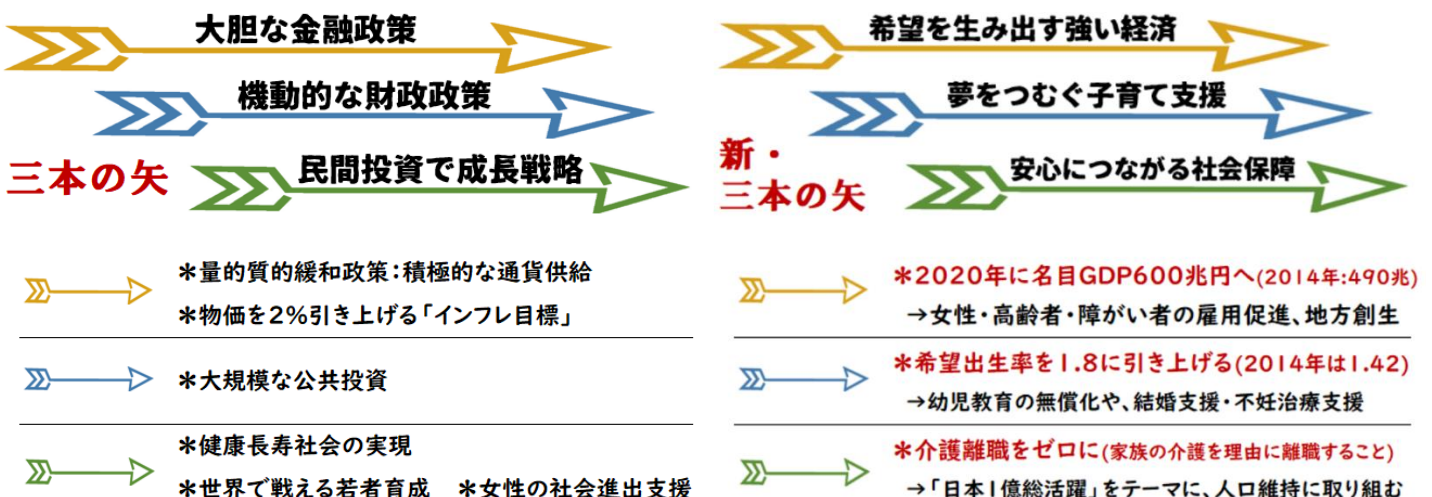 大胆な金融政策
機動的な財政政策
民間投資で成長戦略
三本の矢
＊量的質的緩和政策：積極的な通貨供給
＊物価を2%引き上げる「インフレ目標」
＊大規模な公共投資
＊健康長寿社会の実現
＊世界で戦える若者育成　＊女性の社会進出支援
希望を生み出す強い経済
夢をつむぐ子育て支援
安心につながる社会保障
新・
三本の矢
＊2020年に名目GDP600兆円へ(2014年:490兆)
→女性・高齢者・障がい者の雇用促進、地方創生
＊希望出生率を1.8に引き上げる(2014年は1.42)
→幼児教育の無償化や、結婚支援・不妊治療支援
＊介護離職をゼロに(家族の介護を理由に離職すること)
→「日本1億総活躍」をテーマに、人口維持に取り組む